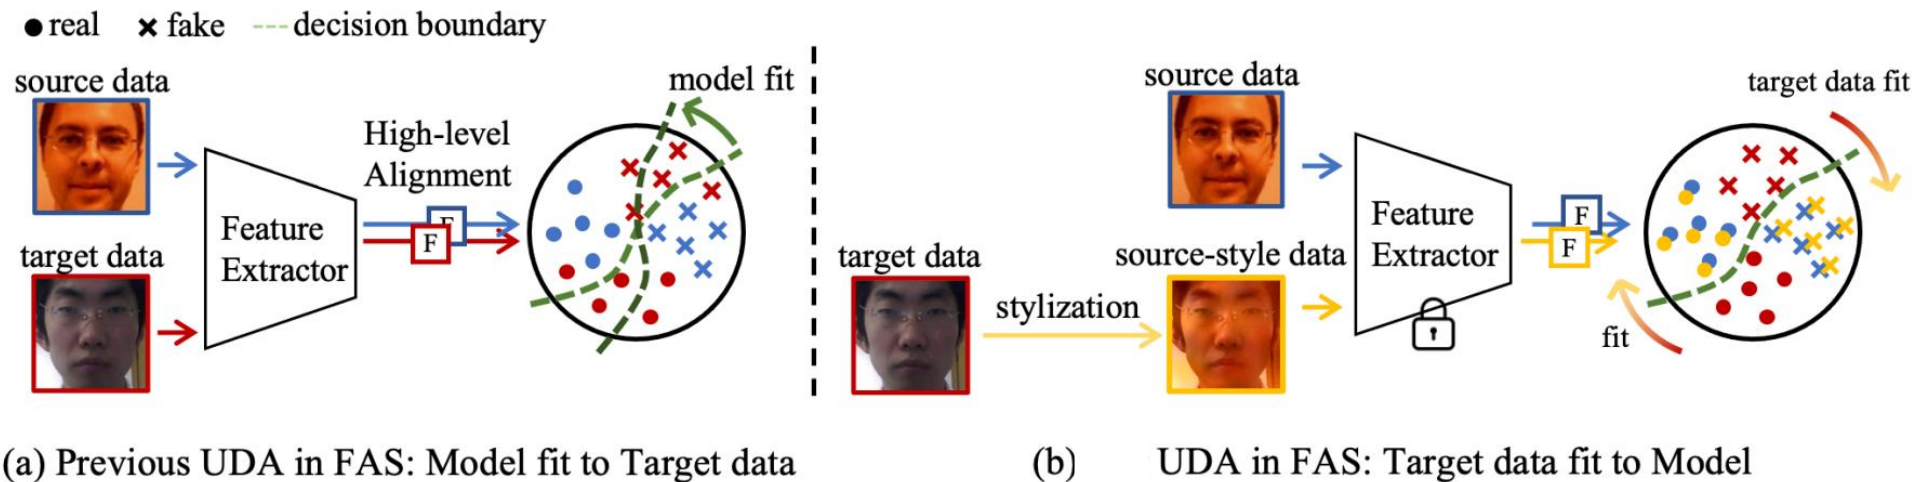 real fake decision boundary
source data
model fit
High-level
Alignment
Feature
Extractor
F
F
target data
(a) Previous UDA in FAS: Model fit to Target data
source data
target data fit
target data
stylization
source-style data
Feature
Extractor
F
F
fit
(b) UDA in FAS: Target data fit to Model